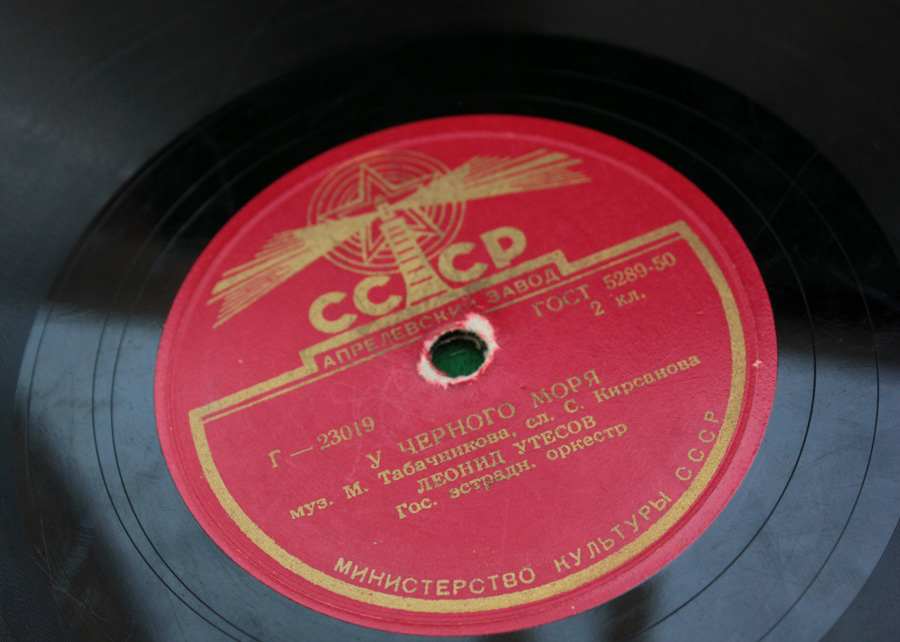 СССР
АПРЕЛЕВСКИЙ ЗАВОД
ГОСТ 5289-50
2 кл.
Г — 23019
У ЧЕРНОГО МОРЯ
муз. М. Табачникова, сл. С. Кирсанова
ЛЕОНИД УТЕСОВ
Гос. эстрадн. оркестр
МИНИСТЕРСТВО КУЛЬТУРЫ СССР